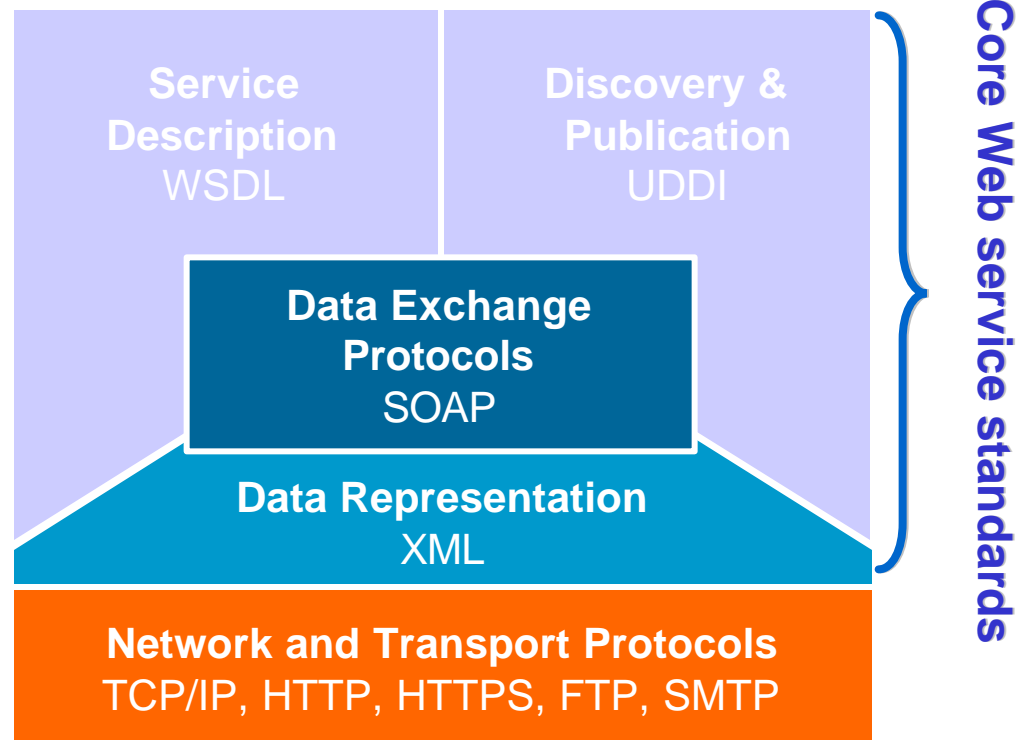 Service
Description
WSDL
Discovery &
Publication
UDDI
Data Exchange
Protocols
SOAP
Data Representation
XML
Network and Transport Protocols
TCP/IP, HTTP, HTTPS, FTP, SMTP
Core Web service standards